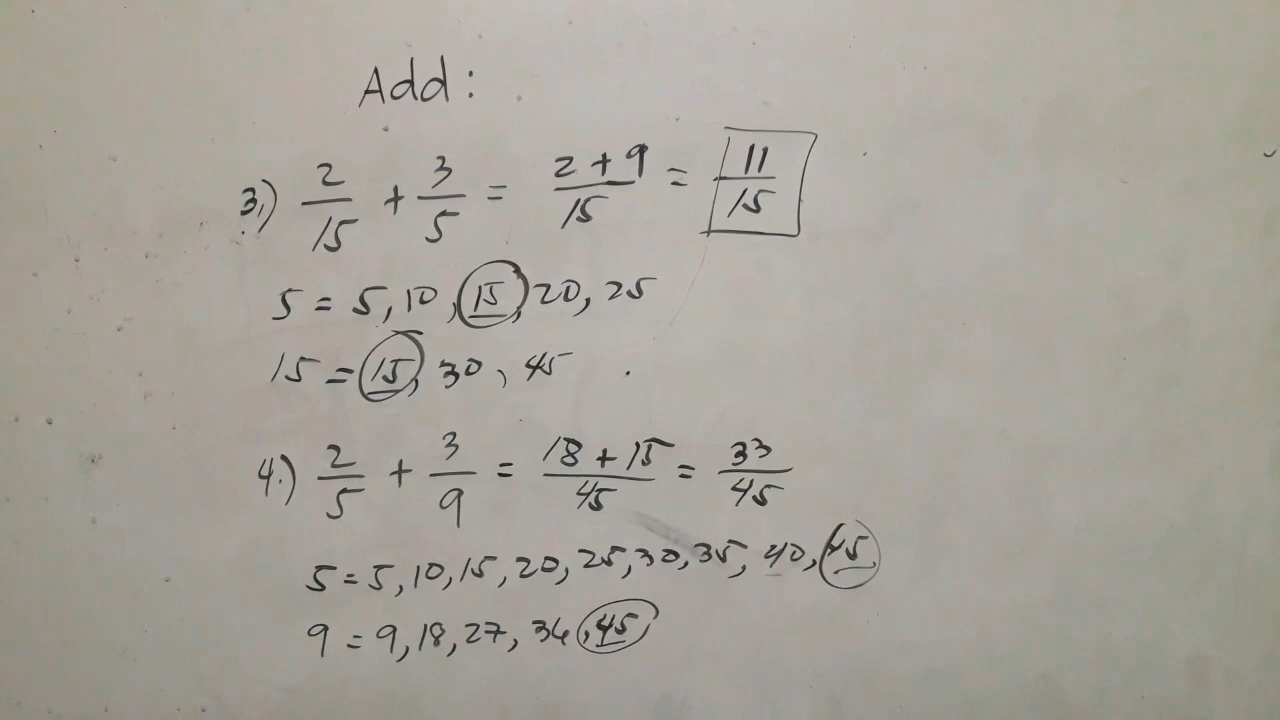 Add:
3.) 2/15 + 3/5 = 2+9/15 = 11/15
5 = 5, 10, 15, 20, 25
15 = 15, 30, 45
4.) 2/5 + 3/9 = 18+15/45 = 33/45
5 = 5, 10, 15, 20, 25, 30, 35, 40, 45
9 = 9, 18, 27, 36, 45